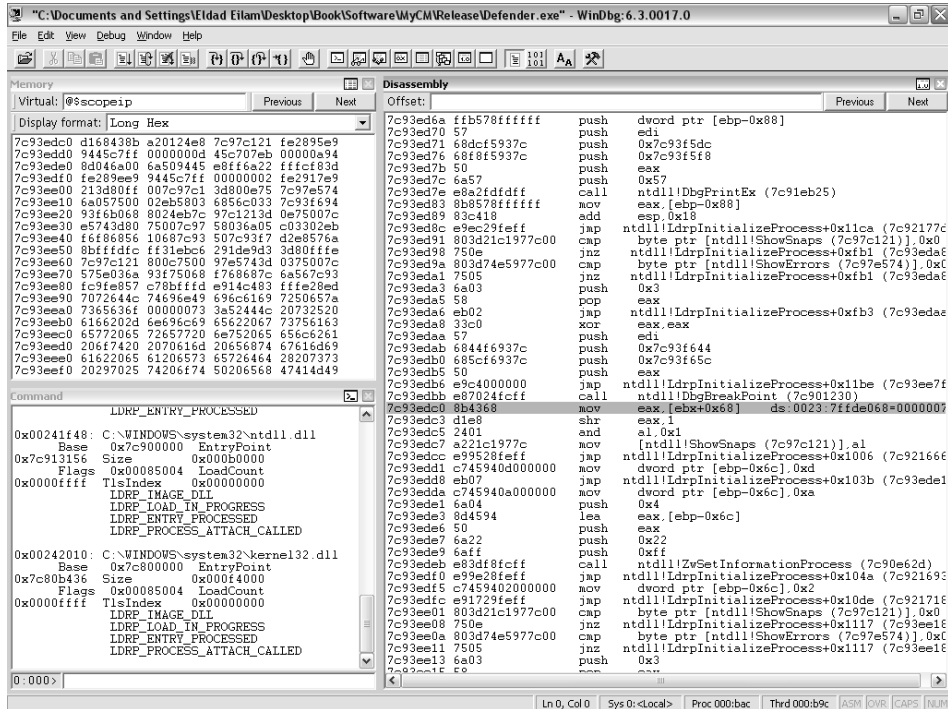 "C:\Documents and Settings\Eldad Eilam\Desktop\Book\Software\MyCM\Release\Defender.exe" - WinDbg:6.3.0017.0
File Edit View Debug Window Help
Memory
Virtual: @$scopeip Previous Next
Display format: Long Hex
7c93edc0 d168438b a20124e8 7c97c121 fe2895e9
7c93edd0 9445c7ff 0000000d 45c707eb 00000a94
7c93ede0 8d046a00 6a509445 e8ff6a22 fffcf83d
7c93edf0 fe289ee9 9445c7ff 00000002 fe2917e9
7c93ee00 213d80ff 007c97c1 3d800e75 7c97e574
7c93ee10 6a057500 02eb5803 6856c033 7c93f694
7c93ee20 93f6b068 8024eb7c 97c1213d 0e75007c
7c93ee30 e5743d80 75007c97 58036a05 c03302eb
7c93ee40 f6f86856 10687c93 507c93f7 d2e8576a
7c93ee50 8bfffdfc ff31ebc6 291de9d3 3d80fffe
7c93ee60 7c97c121 800c7500 97e5743d 0375007c
7c93ee70 575e036a 93f75068 f768687c 6a567c93
7c93ee80 fc9fe857 c78bfffd e914c483 fffe28ed
7c93ee90 7072644c 74696e49 696c6169 7250657a
7c93eea0 7365636f 00000073 3a52444c 20732520
7c93eeb0 6166202d 6e696c69 65622067 73756163
7c93eec0 65772065 72657720 6e752065 656c6261
7c93eed0 206f7420 2070616d 20656874 67616d69
7c93eee0 61622065 61206573 65726464 28207373
7c93eef0 20297025 74206f74 50206568 47414d49
Command
LDRP_ENTRY_PROCESSED
0x00241f48: C:\WINDOWS\system32\ntdll.dll
Base 0x7c900000 EntryPoint
0x7c913156 Size 0x000b0000
Flags 0x00085004 LoadCount
0x0000ffff TlsIndex 0x00000000
LDRP_IMAGE_DLL
LDRP_LOAD_IN_PROGRESS
LDRP_ENTRY_PROCESSED
LDRP_PROCESS_ATTACH_CALLED
0x00242010: C:\WINDOWS\system32\kernel32.dll
Base 0x7c800000 EntryPoint
0x7c80b436 Size 0x000f4000
Flags 0x00085004 LoadCount
0x0000ffff TlsIndex 0x00000000
LDRP_IMAGE_DLL
LDRP_LOAD_IN_PROGRESS
LDRP_ENTRY_PROCESSED
LDRP_PROCESS_ATTACH_CALLED
0:000>
Disassembly
Offset: Previous Next
7c93ed6a ffb578ffffff push dword ptr [ebp-0x88]
7c93ed70 57 push edi
7c93ed71 68dcf5937c push 0x7c93f5dc
7c93ed76 68f8f5937c push 0x7c93f5f8
7c93ed7b 50 push eax
7c93ed7c 6a57 push 0x57
7c93ed7e e8a2fdfdff call ntdll!DbgPrintEx (7c91eb25)
7c93ed83 8b8578ffffff mov eax,[ebp-0x88]
7c93ed89 83c418 add esp,0x18
7c93ed8c e9ec29feff jmp ntdll!LdrpInitializeProcess+0x11ca (7c92177d
7c93ed91 803d21c1977c00 cmp byte ptr [ntdll!ShowSnaps (7c97c121)],0x0
7c93ed98 750e jnz ntdll!LdrpInitializeProcess+0xfb1 (7c93eda8
7c93ed9a 803d74e5977c00 cmp byte ptr [ntdll!ShowErrors (7c97e574)],0x0
7c93eda1 7505 jnz ntdll!LdrpInitializeProcess+0xfb1 (7c93eda8
7c93eda3 6a03 push 0x3
7c93eda5 58 pop eax
7c93eda6 eb02 jmp ntdll!LdrpInitializeProcess+0xfb3 (7c93edaa
7c93eda8 33c0 xor eax,eax
7c93edaa 57 push edi
7c93edab 6844f6937c push 0x7c93f644
7c93edb0 685cf6937c push 0x7c93f65c
7c93edb5 50 push eax
7c93edb6 e9c4000000 jmp ntdll!LdrpInitializeProcess+0x11be (7c93ee7f
7c93edbb e87024fcff call ntdll!DbgBreakPoint (7c901230)
7c93edc0 8b4368 mov eax,[ebx+0x68] ds:0023:7ffde068=0000007
7c93edc3 d1e8 shr eax,1
7c93edc5 2401 and al,0x1
7c93edc7 a221c1977c mov [ntdll!ShowSnaps (7c97c121)],al
7c93edcc e99528feff jmp ntdll!LdrpInitializeProcess+0x1006 (7c921666
7c93edd1 c745940d000000 mov dword ptr [ebp-0x6c],0xd
7c93edd8 eb07 jmp ntdll!LdrpInitializeProcess+0x103b (7c93ede1
7c93edda c745940a000000 mov dword ptr [ebp-0x6c],0xa
7c93ede1 6a04 push 0x4
7c93ede3 8d4594 lea eax,[ebp-0x6c]
7c93ede6 50 push eax
7c93ede7 6a22 push 0x22
7c93ede9 6aff push 0xff
7c93edeb e83df8fcff call ntdll!ZwSetInformationProcess (7c90e62d)
7c93edf0 e99e28feff jmp ntdll!LdrpInitializeProcess+0x104a (7c921693
7c93edf5 c7459402000000 mov dword ptr [ebp-0x6c],0x2
7c93edfc e91729feff jmp ntdll!LdrpInitializeProcess+0x10de (7c921718
7c93ee01 803d21c1977c00 cmp byte ptr [ntdll!ShowSnaps (7c97c121)],0x0
7c93ee08 750e jnz ntdll!LdrpInitializeProcess+0x1117 (7c93ee18
7c93ee0a 803d74e5977c00 cmp byte ptr [ntdll!ShowErrors (7c97e574)],0x0
7c93ee11 7505 jnz ntdll!LdrpInitializeProcess+0x1117 (7c93ee18
7c93ee13 6a03 push 0x3
Ln 0, Col 0 Sys 0:<Local> Proc 000:bac Thrd 000:b9c ASM OVR CAPS NUM